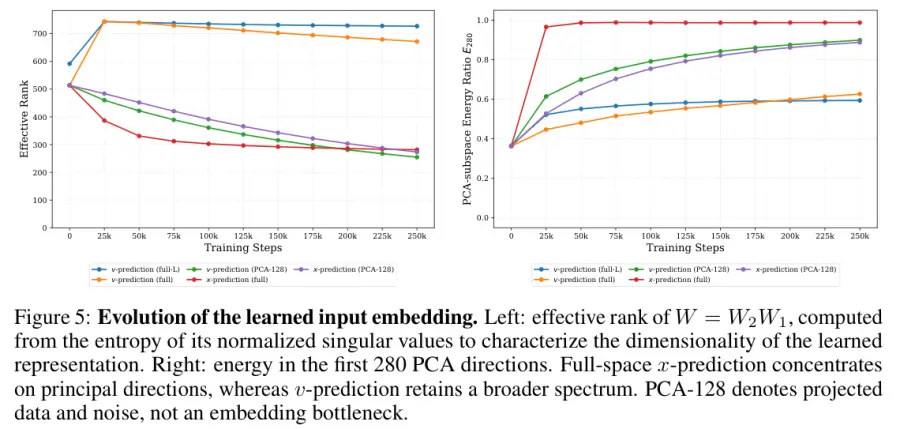 Effective Rank
700
600
500
400
300
200
100
0
0 25k 50k 75k 100k 125k 150k 175k 200k 225k 250k
Training Steps
v-prediction (full-L) v-prediction (PCA-128) x-prediction (PCA-128)
v-prediction (full) x-prediction (full)
PCA-subspace Energy Ratio E280
1.0
0.8
0.6
0.4
0.2
0.0
0 25k 50k 75k 100k 125k 150k 175k 200k 225k 250k
Training Steps
v-prediction (full-L) v-prediction (PCA-128) x-prediction (PCA-128)
v-prediction (full) x-prediction (full)
Figure 5: Evolution of the learned input embedding. Left: effective rank of W = W2W1, computed
from the entropy of its normalized singular values to characterize the dimensionality of the learned
representation. Right: energy in the first 280 PCA directions. Full-space x-prediction concentrates
on principal directions, whereas v-prediction retains a broader spectrum. PCA-128 denotes projected
data and noise, not an embedding bottleneck.